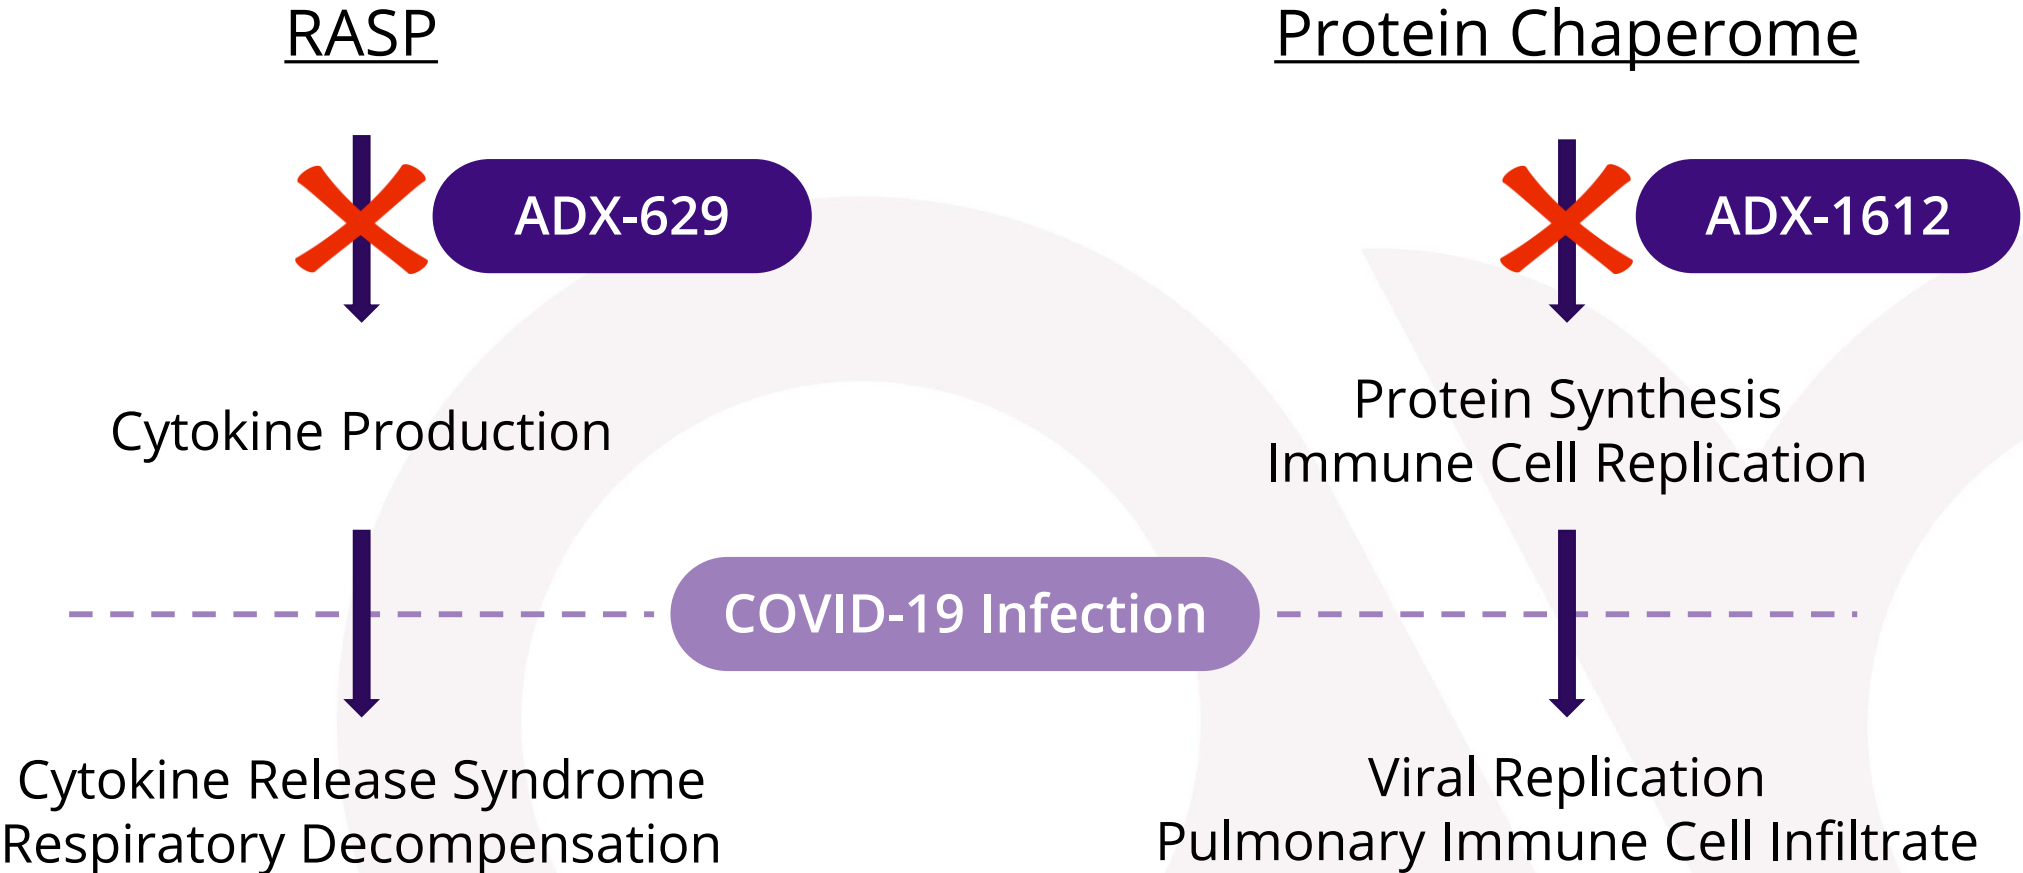 RASP
Protein Chaperome
ADX-629
ADX-1612
Cytokine Production
Protein Synthesis
Immune Cell Replication
COVID-19 Infection
Cytokine Release Syndrome
Respiratory Decompensation
Viral Replication
Pulmonary Immune Cell Infiltrate